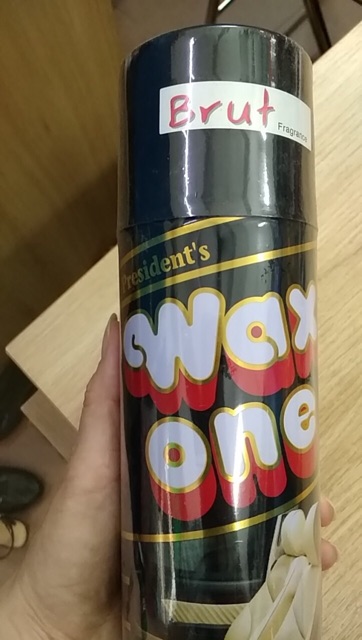 Brut
Fragrance
President's
Wax
one